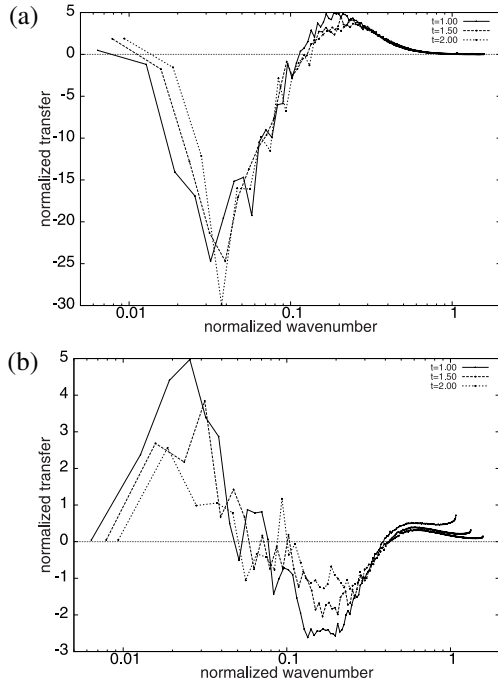 (a)
5
0
-5
-10
-15
-20
-25
-30
0.01
0.1
1
normalized transfer
normalized wavenumber
t=1.00
t=1.50
t=2.00
(b)
5
4
3
2
1
0
-1
-2
-3
0.01
0.1
1
normalized transfer
normalized wavenumber
t=1.00
t=1.50
t=2.00